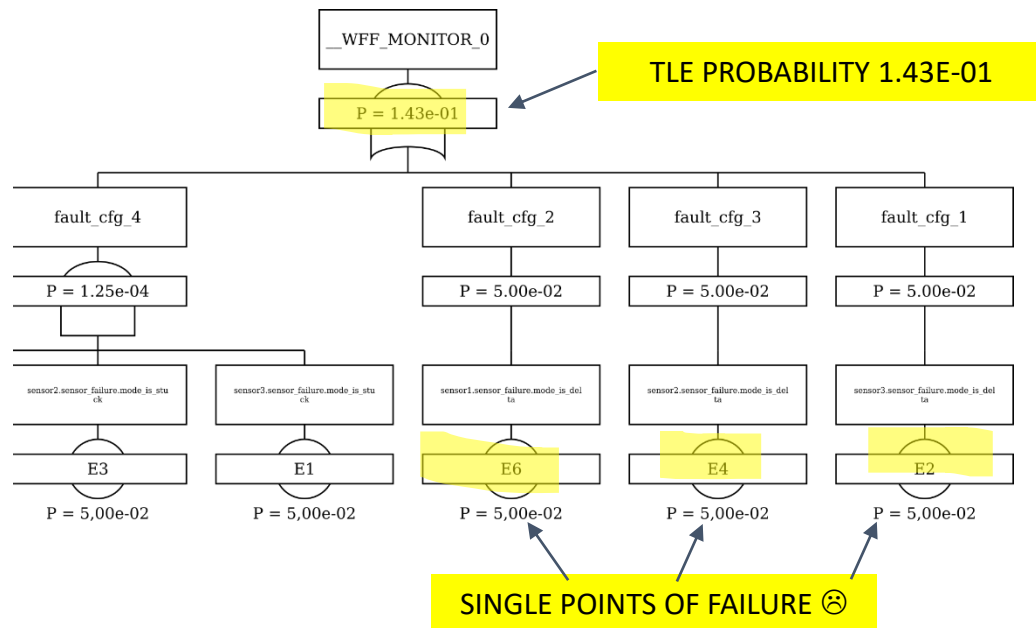 __WFF_MONITOR_0
TLE PROBABILITY 1.43E-01
P = 1.43e-01
fault_cfg_4
fault_cfg_2
fault_cfg_3
fault_cfg_1
P = 1.25e-04
P = 5.00e-02
P = 5.00e-02
P = 5.00e-02
sensor2.sensor_failure.mode_is_stu
ck
sensor3.sensor_failure.mode_is_stu
ck
sensor1.sensor_failure.mode_is_del
ta
sensor2.sensor_failure.mode_is_del
ta
sensor3.sensor_failure.mode_is_del
ta
E3
E1
E6
E4
E2
P = 5,00e-02
P = 5,00e-02
P = 5,00e-02
P = 5,00e-02
P = 5,00e-02
SINGLE POINTS OF FAILURE ☹